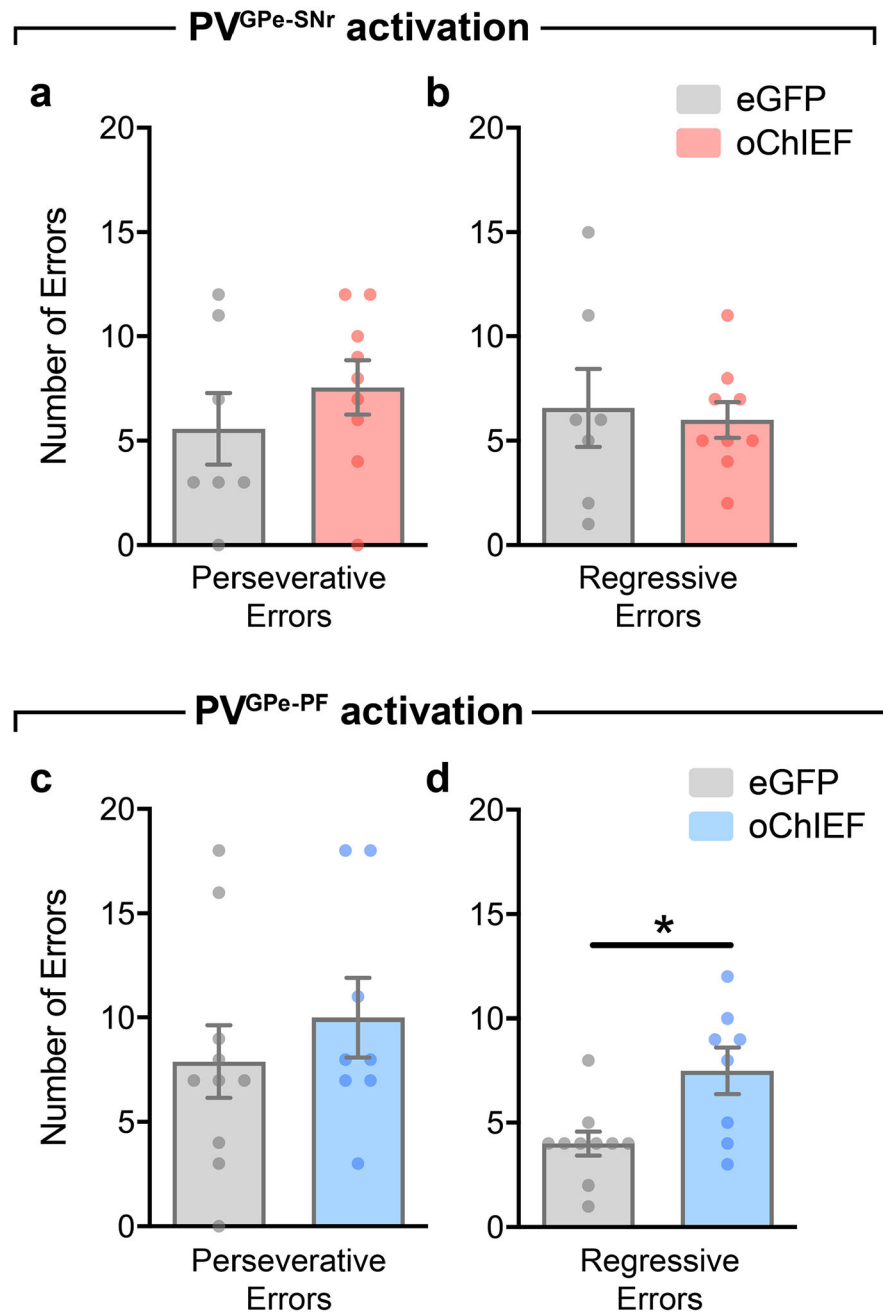 PVGPe-SNr activation
a
b
eGFP
oChIEF
20
15
10
5
0
Number of Errors
Perseverative
Errors
20
15
10
5
0
Regressive
Errors
PVGPe-PF activation
c
d
eGFP
oChIEF
20
15
10
5
0
Number of Errors
Perseverative
Errors
20
15
10
5
0
*
Regressive
Errors